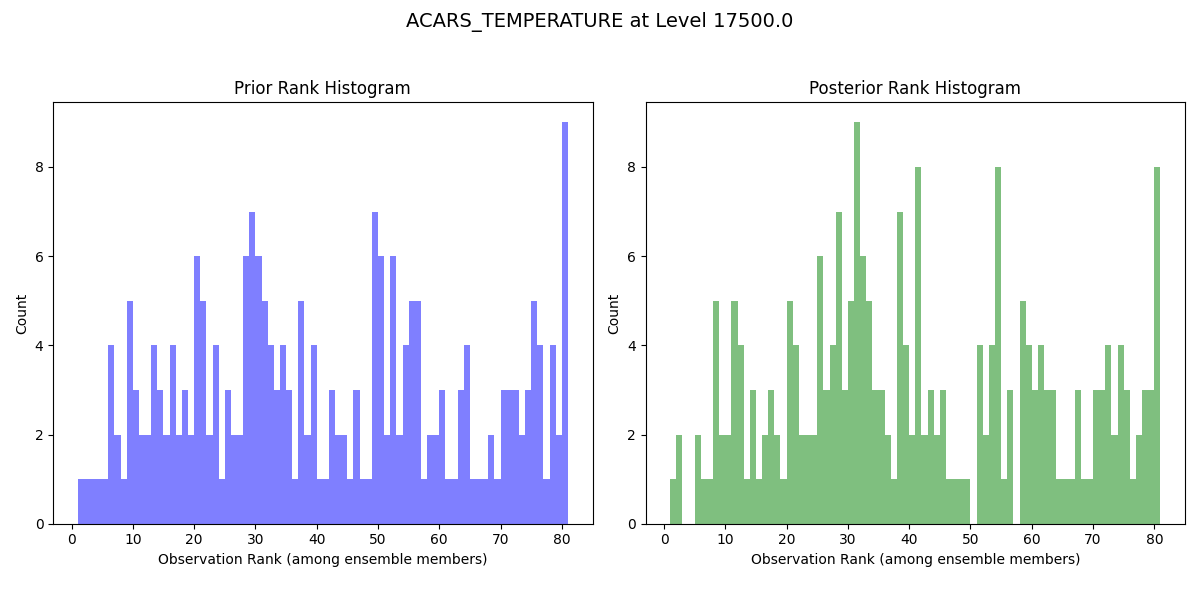 ACARS_TEMPERATURE at Level 17500.0
Prior Rank Histogram
Count
8
6
4
2
0
0 10 20 30 40 50 60 70 80
Observation Rank (among ensemble members)
Posterior Rank Histogram
Count
8
6
4
2
0
0 10 20 30 40 50 60 70 80
Observation Rank (among ensemble members)